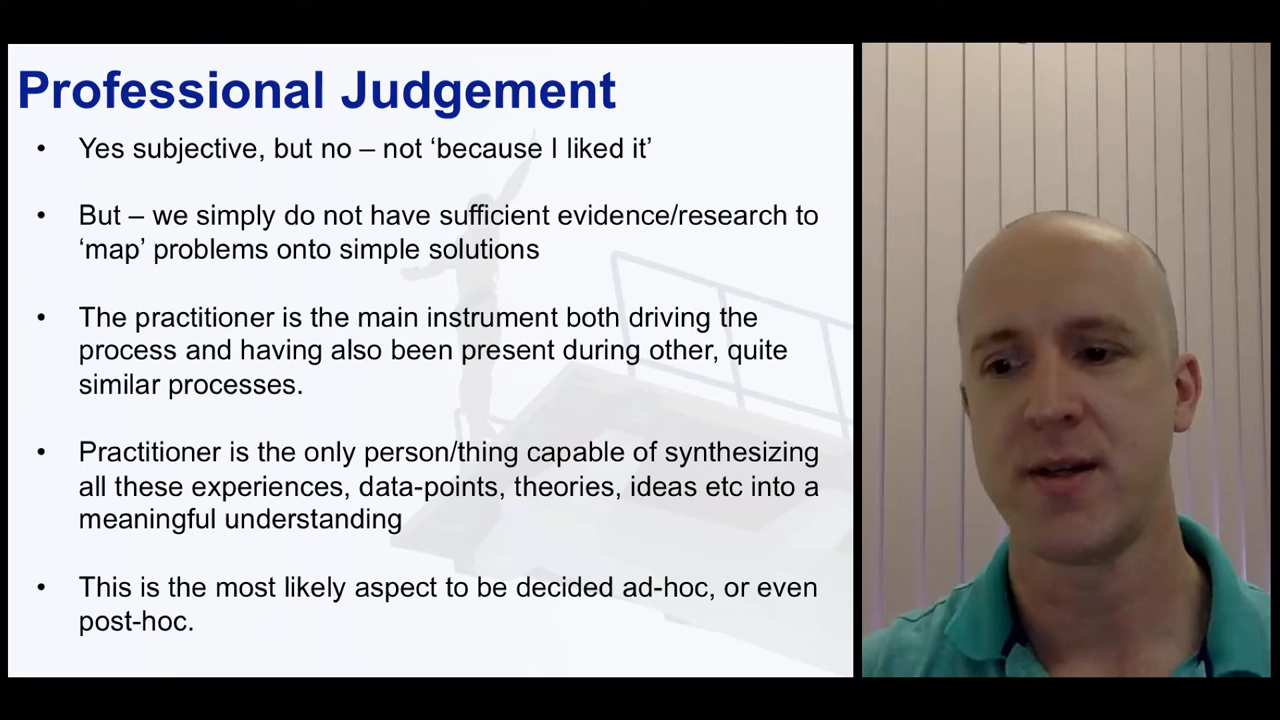 Professional Judgement
• Yes subjective, but no – not ‘because I liked it’
• But – we simply do not have sufficient evidence/research to
‘map’ problems onto simple solutions
• The practitioner is the main instrument both driving the
process and having also been present during other, quite
similar processes.
• Practitioner is the only person/thing capable of synthesizing
all these experiences, data-points, theories, ideas etc into a
meaningful understanding
• This is the most likely aspect to be decided ad-hoc, or even
post-hoc.